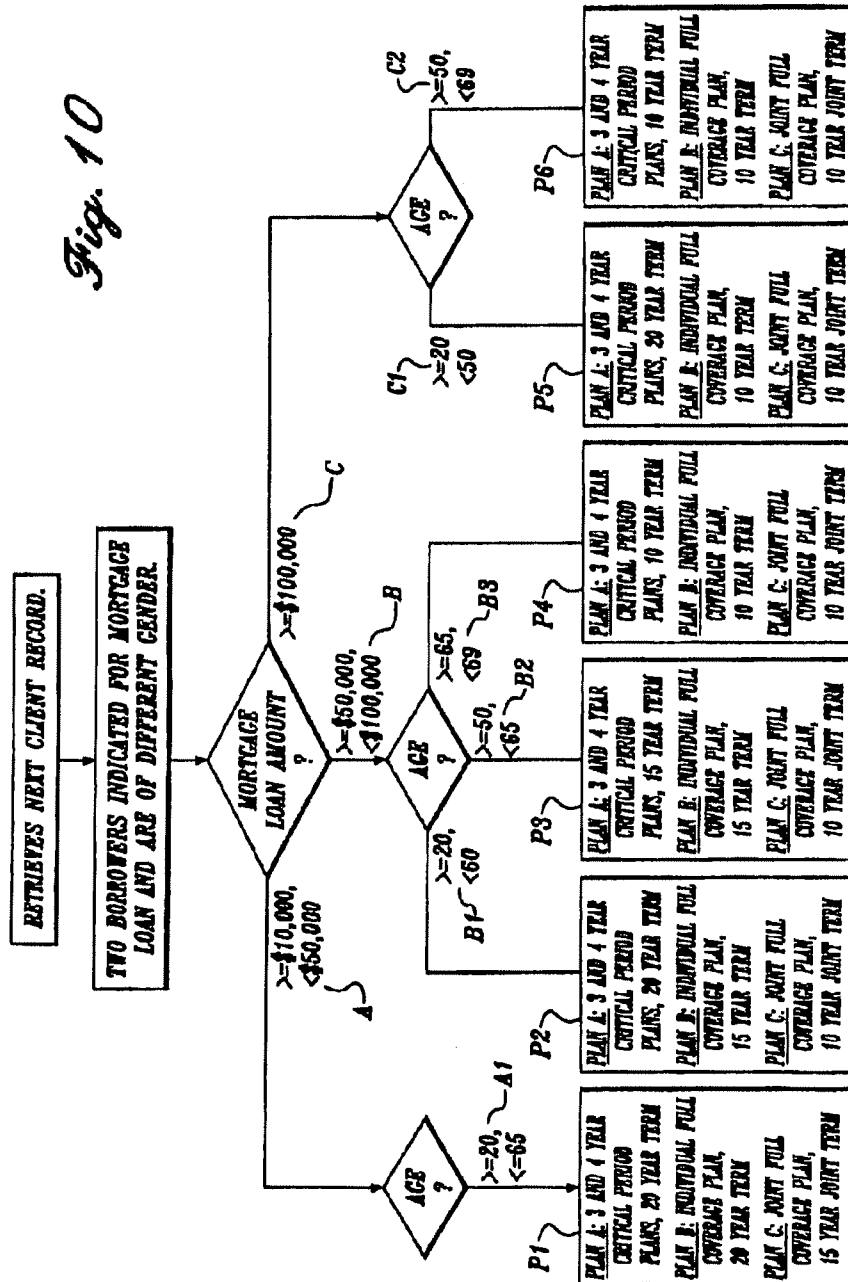 Fig. 10
RETRIEVES NEXT CLIENT RECORD.
TWO BORROWERS INDICATED FOR MORTGAGE
LOAN AND ARE OF DIFFERENT GENDER.
MORTGAGE
LOAN AMOUNT
?
>=$10,000,
<$50,000
A
>=$50,000,
<$100,000
B
>=$100,000
C
AGE
?
>=20,
<=65
A1
AGE
?
>=20,
<60
B1
>=50,
<65
B2
>=65,
<69
B3
AGE
?
C1
>=20
<50
C2
>=50,
<69
P1
PLAN A: 3 AND 4 YEAR
CRITICAL PERIOD
PLANS, 20 YEAR TERM
PLAN B: INDIVIDUAL FULL
COVERAGE PLAN,
20 YEAR TERM
PLAN C: JOINT FULL
COVERAGE PLAN,
15 YEAR JOINT TERM
P2
PLAN A: 3 AND 4 YEAR
CRITICAL PERIOD
PLANS, 20 YEAR TERM
PLAN B: INDIVIDUAL FULL
COVERAGE PLAN,
15 YEAR TERM
PLAN C: JOINT FULL
COVERAGE PLAN,
10 YEAR JOINT TERM
P3
PLAN A: 3 AND 4 YEAR
CRITICAL PERIOD
PLANS, 15 YEAR TERM
PLAN B: INDIVIDUAL FULL
COVERAGE PLAN,
15 YEAR TERM
PLAN C: JOINT FULL
COVERAGE PLAN,
10 YEAR JOINT TERM
P4
PLAN A: 3 AND 4 YEAR
CRITICAL PERIOD
PLANS, 10 YEAR TERM
PLAN B: INDIVIDUAL FULL
COVERAGE PLAN,
10 YEAR TERM
PLAN C: JOINT FULL
COVERAGE PLAN,
10 YEAR JOINT TERM
P5
PLAN A: 3 AND 4 YEAR
CRITICAL PERIOD
PLANS, 20 YEAR TERM
PLAN B: INDIVIDUAL FULL
COVERAGE PLAN,
10 YEAR TERM
PLAN C: JOINT FULL
COVERAGE PLAN,
10 YEAR JOINT TERM
P6
PLAN A: 3 AND 4 YEAR
CRITICAL PERIOD
PLANS, 10 YEAR TERM
PLAN B: INDIVIDUAL FULL
COVERAGE PLAN,
10 YEAR TERM
PLAN C: JOINT FULL
COVERAGE PLAN,
10 YEAR JOINT TERM